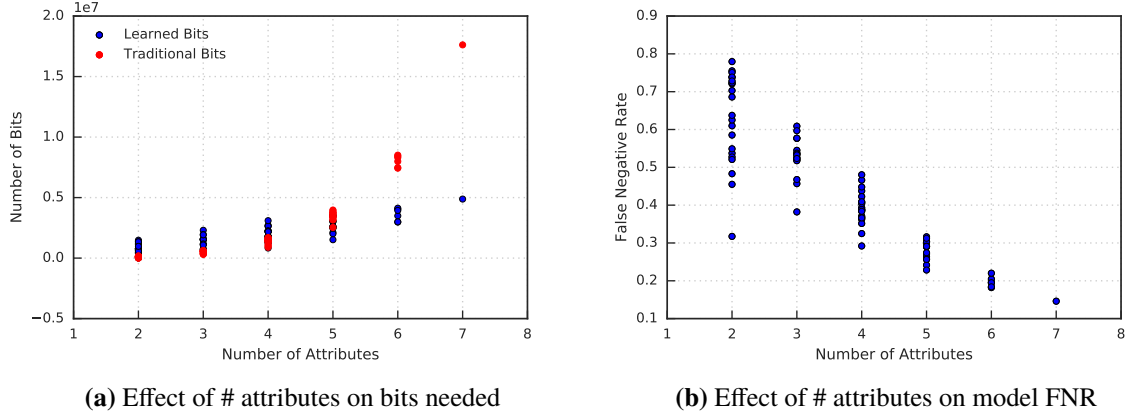 1e7
2.0
1.5
1.0
0.5
0.0
−0.5
Number of Bits
Learned Bits
Traditional Bits
1 2 3 4 5 6 7 8
Number of Attributes
(a) Effect of # attributes on bits needed
0.9
0.8
0.7
0.6
0.5
0.4
0.3
0.2
0.1
False Negative Rate
1 2 3 4 5 6 7 8
Number of Attributes
(b) Effect of # attributes on model FNR